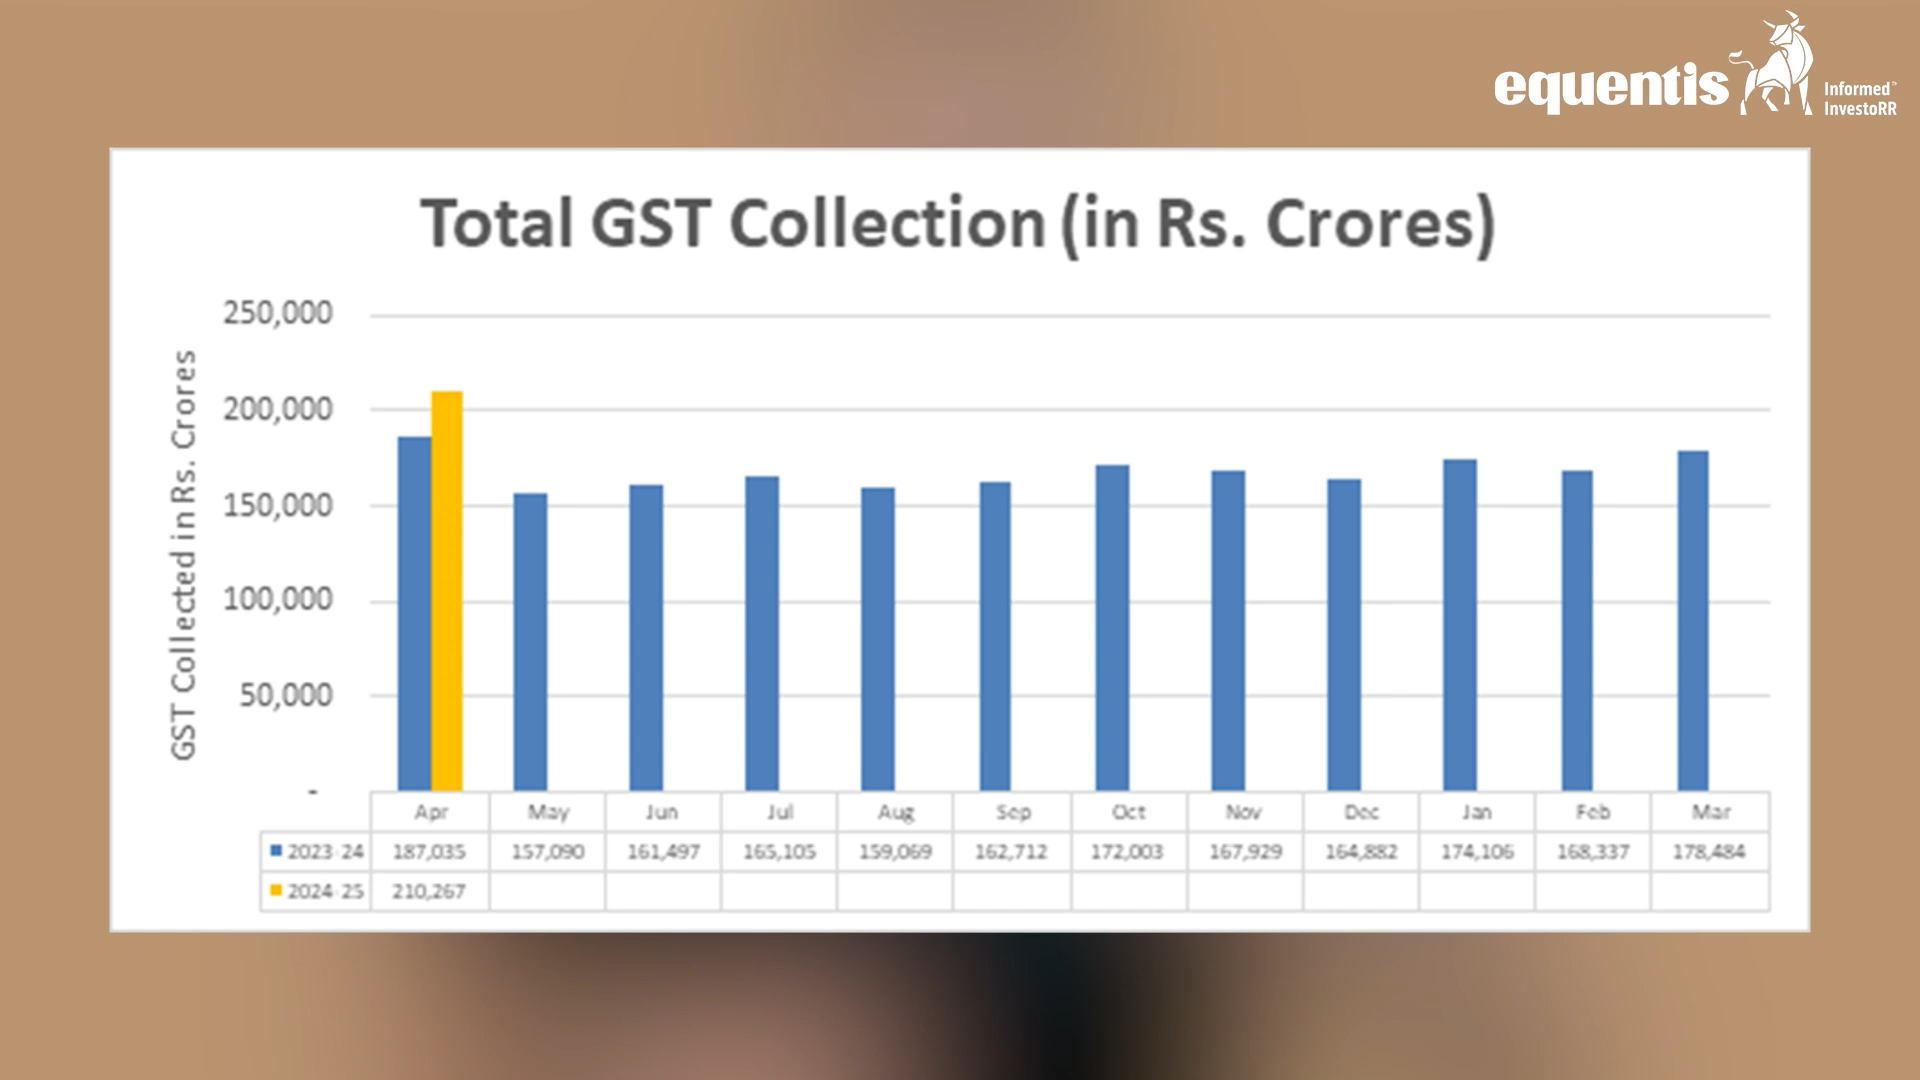 equentis
Informed
InvestoRR
Total GST Collection (in Rs. Crores)
GST Collected in Rs. Crores
250,000
200,000
150,000
100,000
50,000
-
Apr May Jun Jul Aug Sep Oct Nov Dec Jan Feb Mar
2023-24 187,035 157,090 161,497 165,105 159,069 162,712 172,003 167,929 164,882 174,106 168,337 178,484
2024-25 210,267